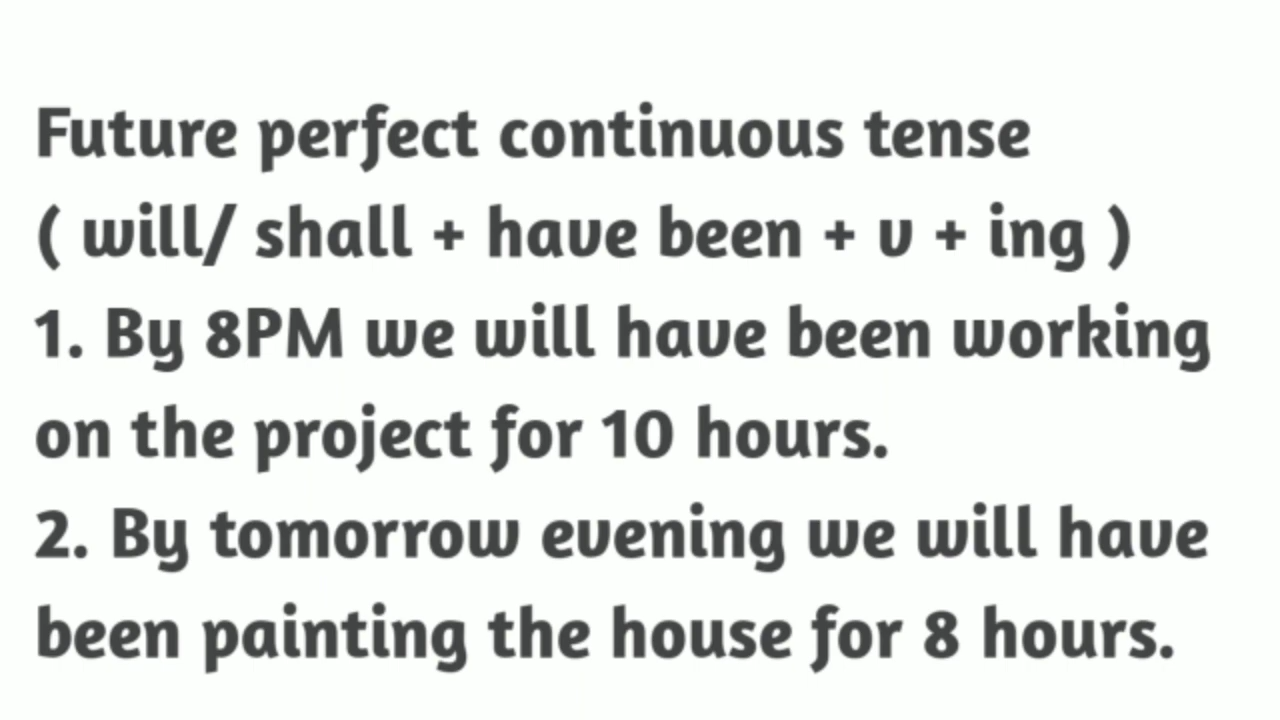 Future perfect continuous tense
( will/ shall + have been + v + ing )
1. By 8PM we will have been working
on the project for 10 hours.
2. By tomorrow evening we will have
been painting the house for 8 hours.